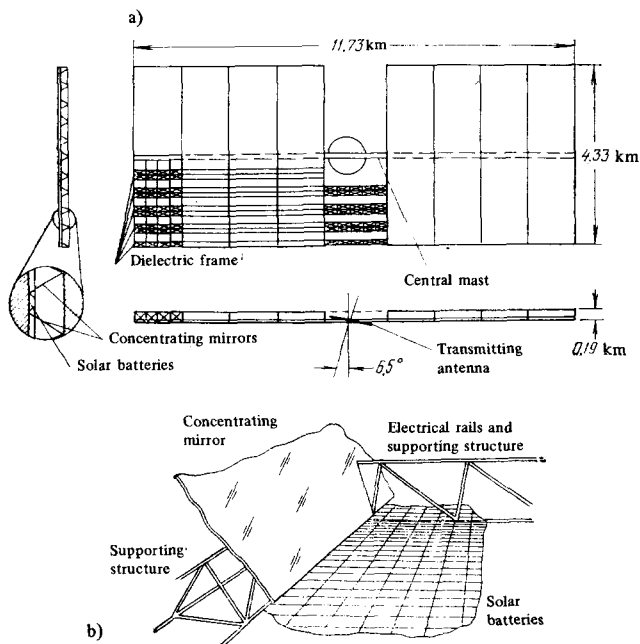 a)
11,73 km
4.33 km
Dielectric frame
Central mast
Concentrating mirrors
Solar batteries
Transmitting
antenna
6,5°
0,19 km
Concentrating
mirror
Electrical rails and
supporting structure
Supporting
structure
Solar
batteries
b)